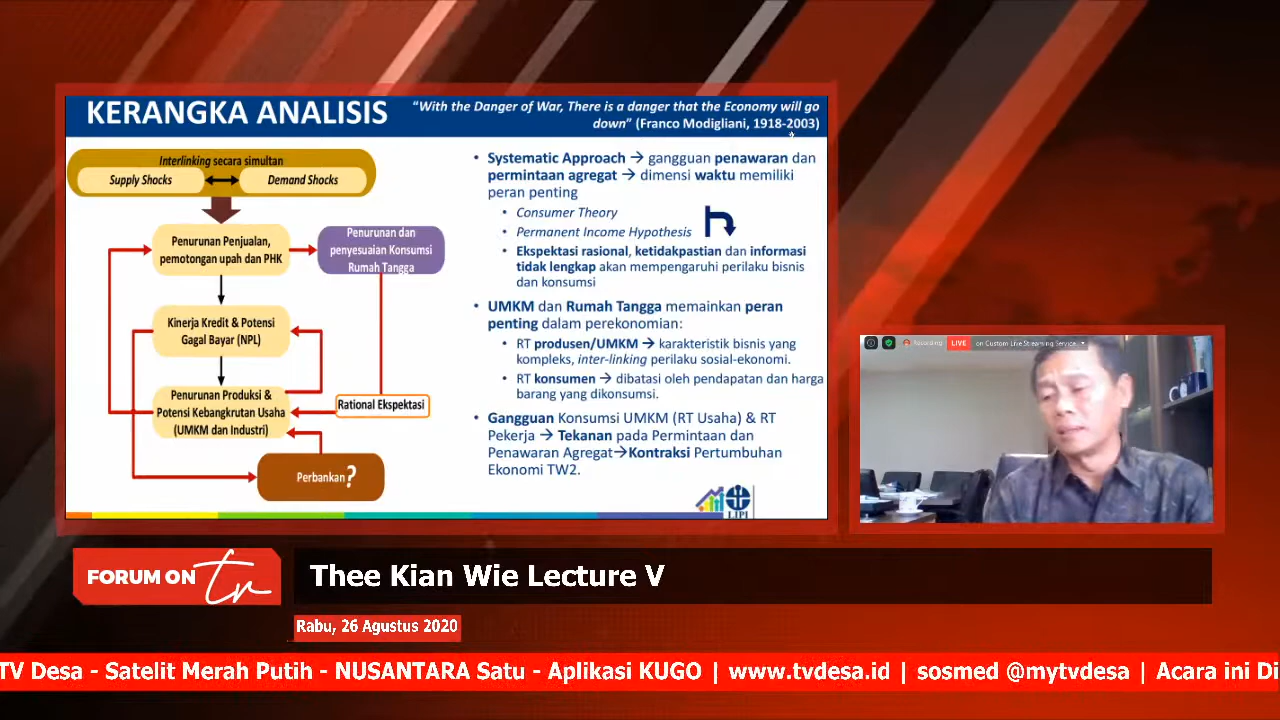 KERANGKA ANALISIS
"With the Danger of War, There is a danger that the Economy will go
down" (Franco Modigliani, 1918-2003)
Interlinking secara simultan
Supply Shocks
Demand Shocks
Penurunan Penjualan,
pemotongan upah dan PHK
Penurunan dan
penyesuaian Konsumsi
Rumah Tangga
Kinerja Kredit & Potensi
Gagal Bayar (NPL)
Penurunan Produksi &
Potensi Kebangkrutan Usaha
(UMKM dan Industri)
Rational Ekspektasi
Perbankan?
• Systematic Approach → gangguan penawaran dan
permintaan agregat → dimensi waktu memiliki
peran penting
• Consumer Theory
• Permanent Income Hypothesis
• Ekspektasi rasional, ketidakpastian dan informasi
tidak lengkap akan mempengaruhi perilaku bisnis
dan konsumsi
• UMKM dan Rumah Tangga memainkan peran
penting dalam perekonomian:
• RT produsen/UMKM → karakteristik bisnis yang
kompleks, inter-linking perilaku sosial-ekonomi.
• RT konsumen → dibatasi oleh pendapatan dan harga
barang yang dikonsumsi.
• Gangguan Konsumsi UMKM (RT Usaha) & RT
Pekerja → Tekanan pada Permintaan dan
Penawaran Agregat→Kontraksi Pertumbuhan
Ekonomi TW2.
LIPI
Recording
LIVE
on Custom Live Streaming Service
FORUM ON
tr
Thee Kian Wie Lecture V
Rabu, 26 Agustus 2020
TV Desa - Satelit Merah Putih - NUSANTARA Satu - Aplikasi KUGO | www.tvdesa.id | sosmed @mytvdesa | Acara ini Di